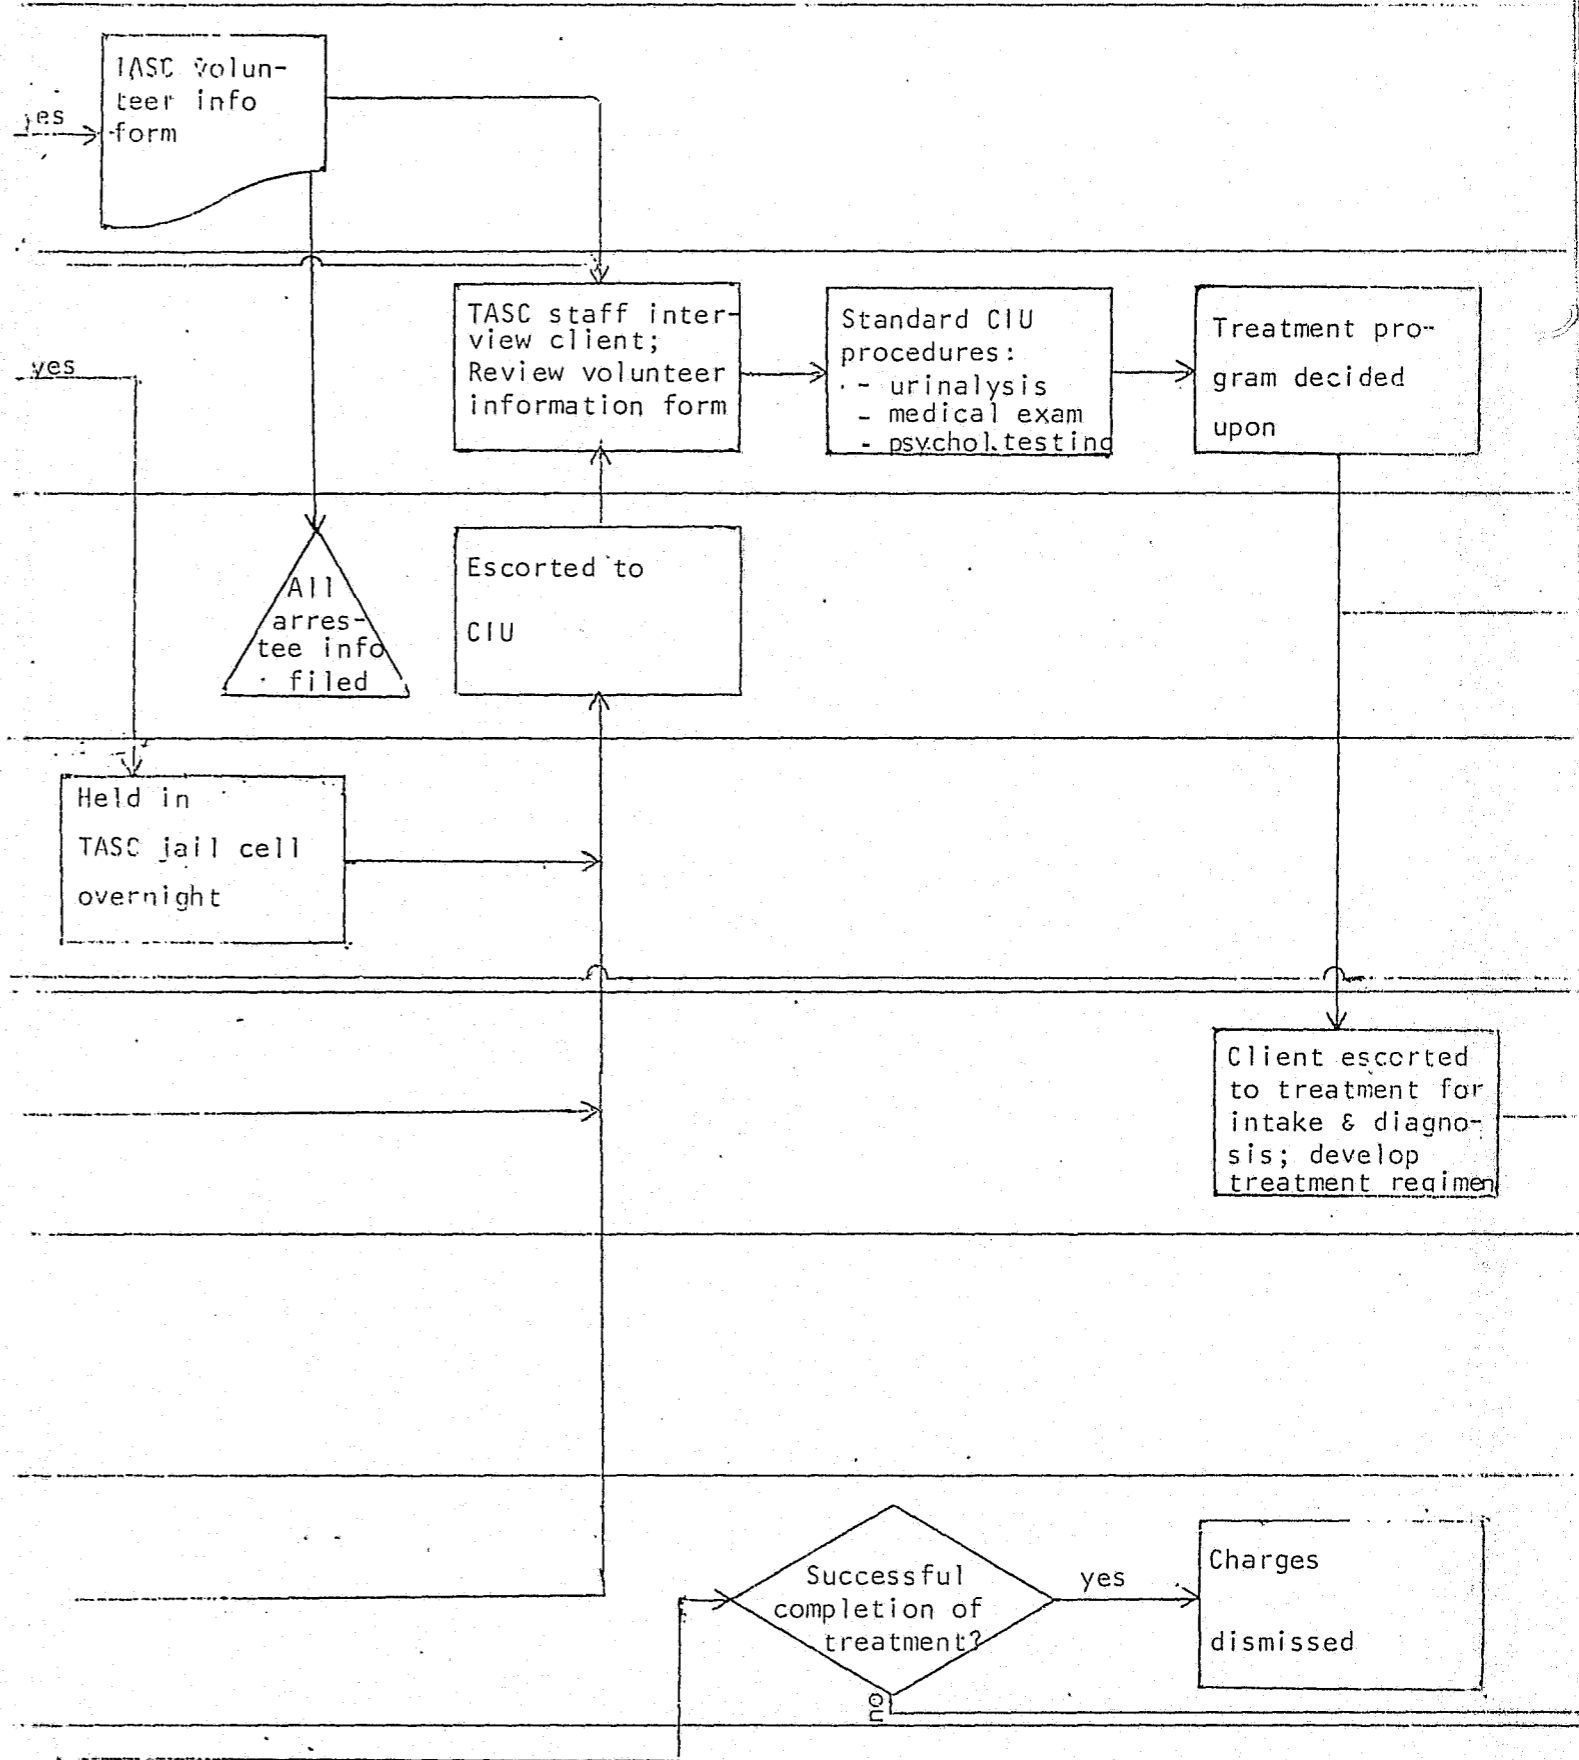 TASC volun-
teer info
form
yes
TASC staff inter-
view client;
Review volunteer
information form
Standard CIU
procedures:
- urinalysis
- medical exam
- psychol.testing
Treatment pro-
gram decided
upon
yes
All
arres-
tee info
filed
Escorted to
CIU
Held in
TASC jail cell
overnight
Client escorted
to treatment for
intake & diagno-
sis; develop
treatment regimen
Successful
completion of
treatment?
yes
no
Charges
dismissed